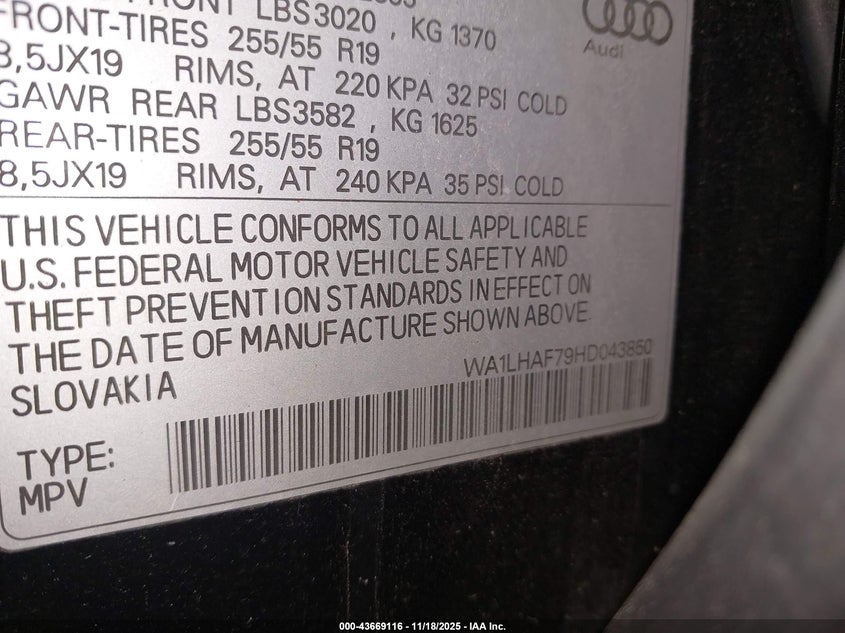 FRONT LBS3020 , KG 1370
FRONT-TIRES 255/55 R19
8,5JX19 RIMS, AT 220 KPA 32 PSI COLD
GAWR REAR LBS3582 , KG 1625
REAR-TIRES 255/55 R19
8,5JX19 RIMS, AT 240 KPA 35 PSI COLD
Audi
THIS VEHICLE CONFORMS TO ALL APPLICABLE
U.S. FEDERAL MOTOR VEHICLE SAFETY AND
THEFT PREVENTION STANDARDS IN EFFECT ON
THE DATE OF MANUFACTURE SHOWN ABOVE.
SLOVAKIA
WA1LHAF79HD043850
TYPE:
MPV
000-43669116 - 11/18/2025 - IAA Inc.